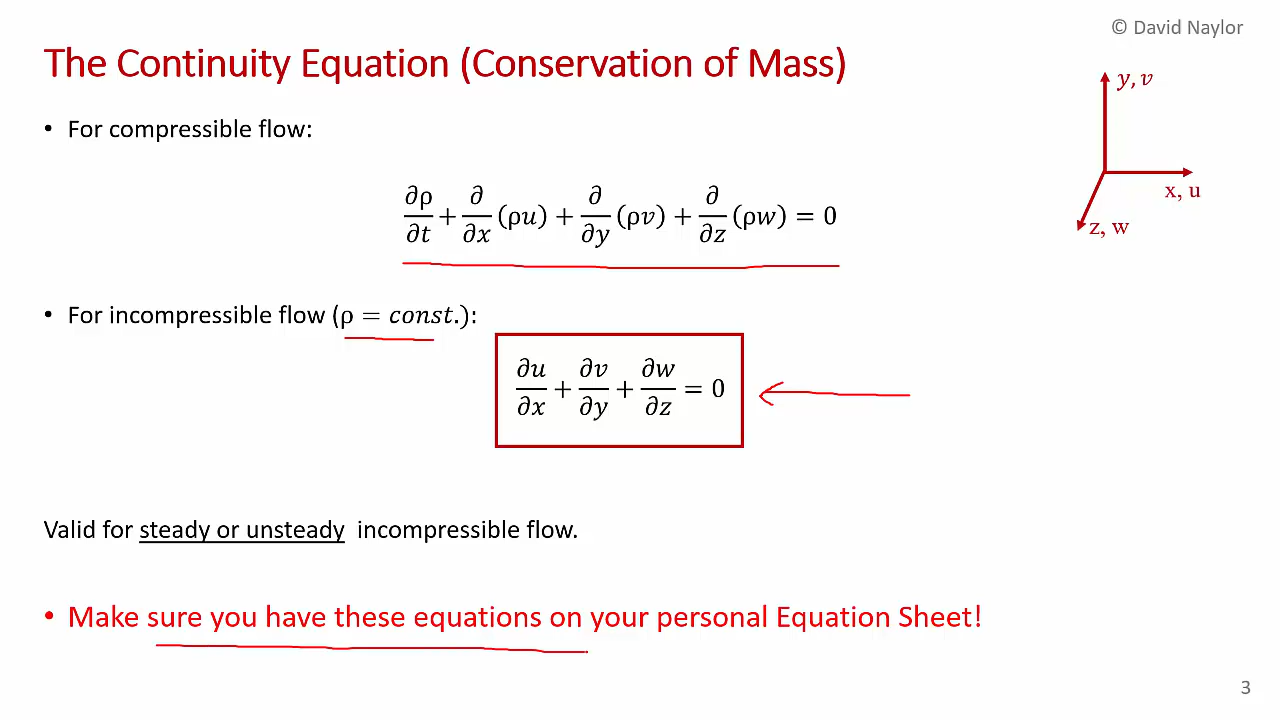 © David Naylor
The Continuity Equation (Conservation of Mass)
y, v
• For compressible flow:
∂ρ/∂t + ∂/∂x (ρu) + ∂/∂y (ρv) + ∂/∂z (ρw) = 0
x, u
z, w
• For incompressible flow (ρ = const.):
∂u/∂x + ∂v/∂y + ∂w/∂z = 0
Valid for steady or unsteady incompressible flow.
• Make sure you have these equations on your personal Equation Sheet!
3